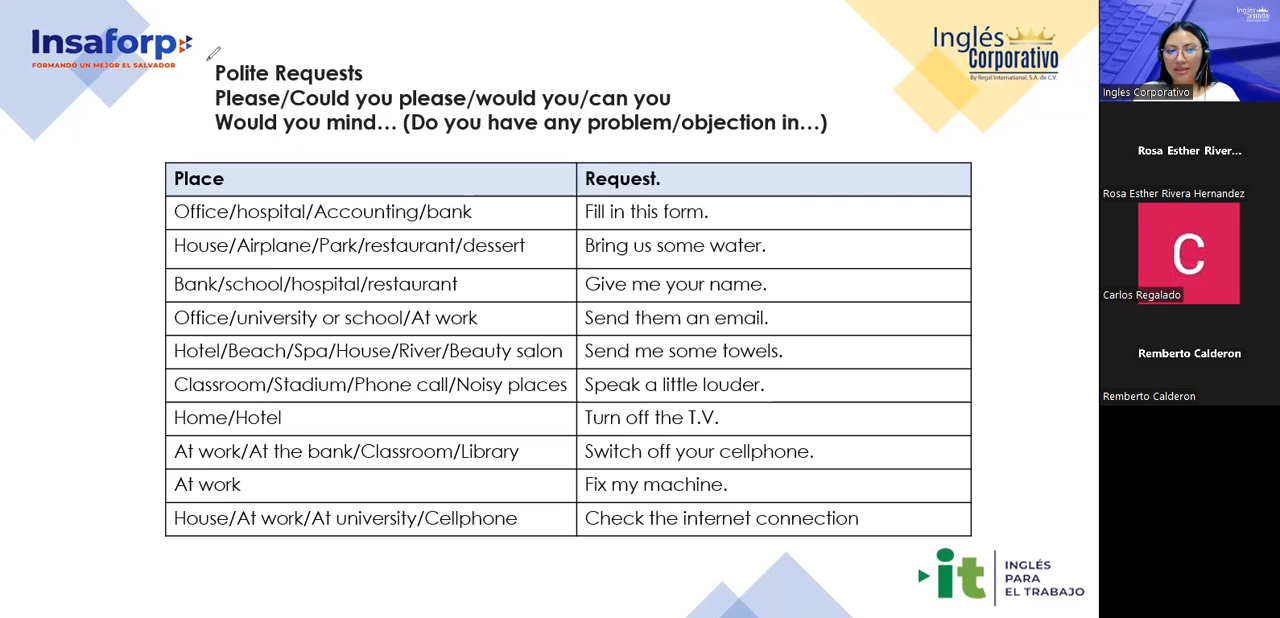 Insaforp
FORMANDO UN MEJOR EL SALVADOR
Inglés
Corporativo
By Regal International, S.A. de C.V.
Polite Requests
Please/Could you please/would you/can you
Would you mind… (Do you have any problem/objection in…)
Place Request.
Office/hospital/Accounting/bank Fill in this form.
House/Airplane/Park/restaurant/dessert Bring us some water.
Bank/school/hospital/restaurant Give me your name.
Office/university or school/At work Send them an email.
Hotel/Beach/Spa/House/River/Beauty salon Send me some towels.
Classroom/Stadium/Phone call/Noisy places Speak a little louder.
Home/Hotel Turn off the T.V.
At work/At the bank/Classroom/Library Switch off your cellphone.
At work Fix my machine.
House/At work/At university/Cellphone Check the internet connection
it
INGLÉS
PARA
EL TRABAJO
Inglés
Corporativo
Ingles Corporativo
Rosa Esther River...
Rosa Esther Rivera Hernandez
C
Carlos Regalado
Remberto Calderon
Remberto Calderon